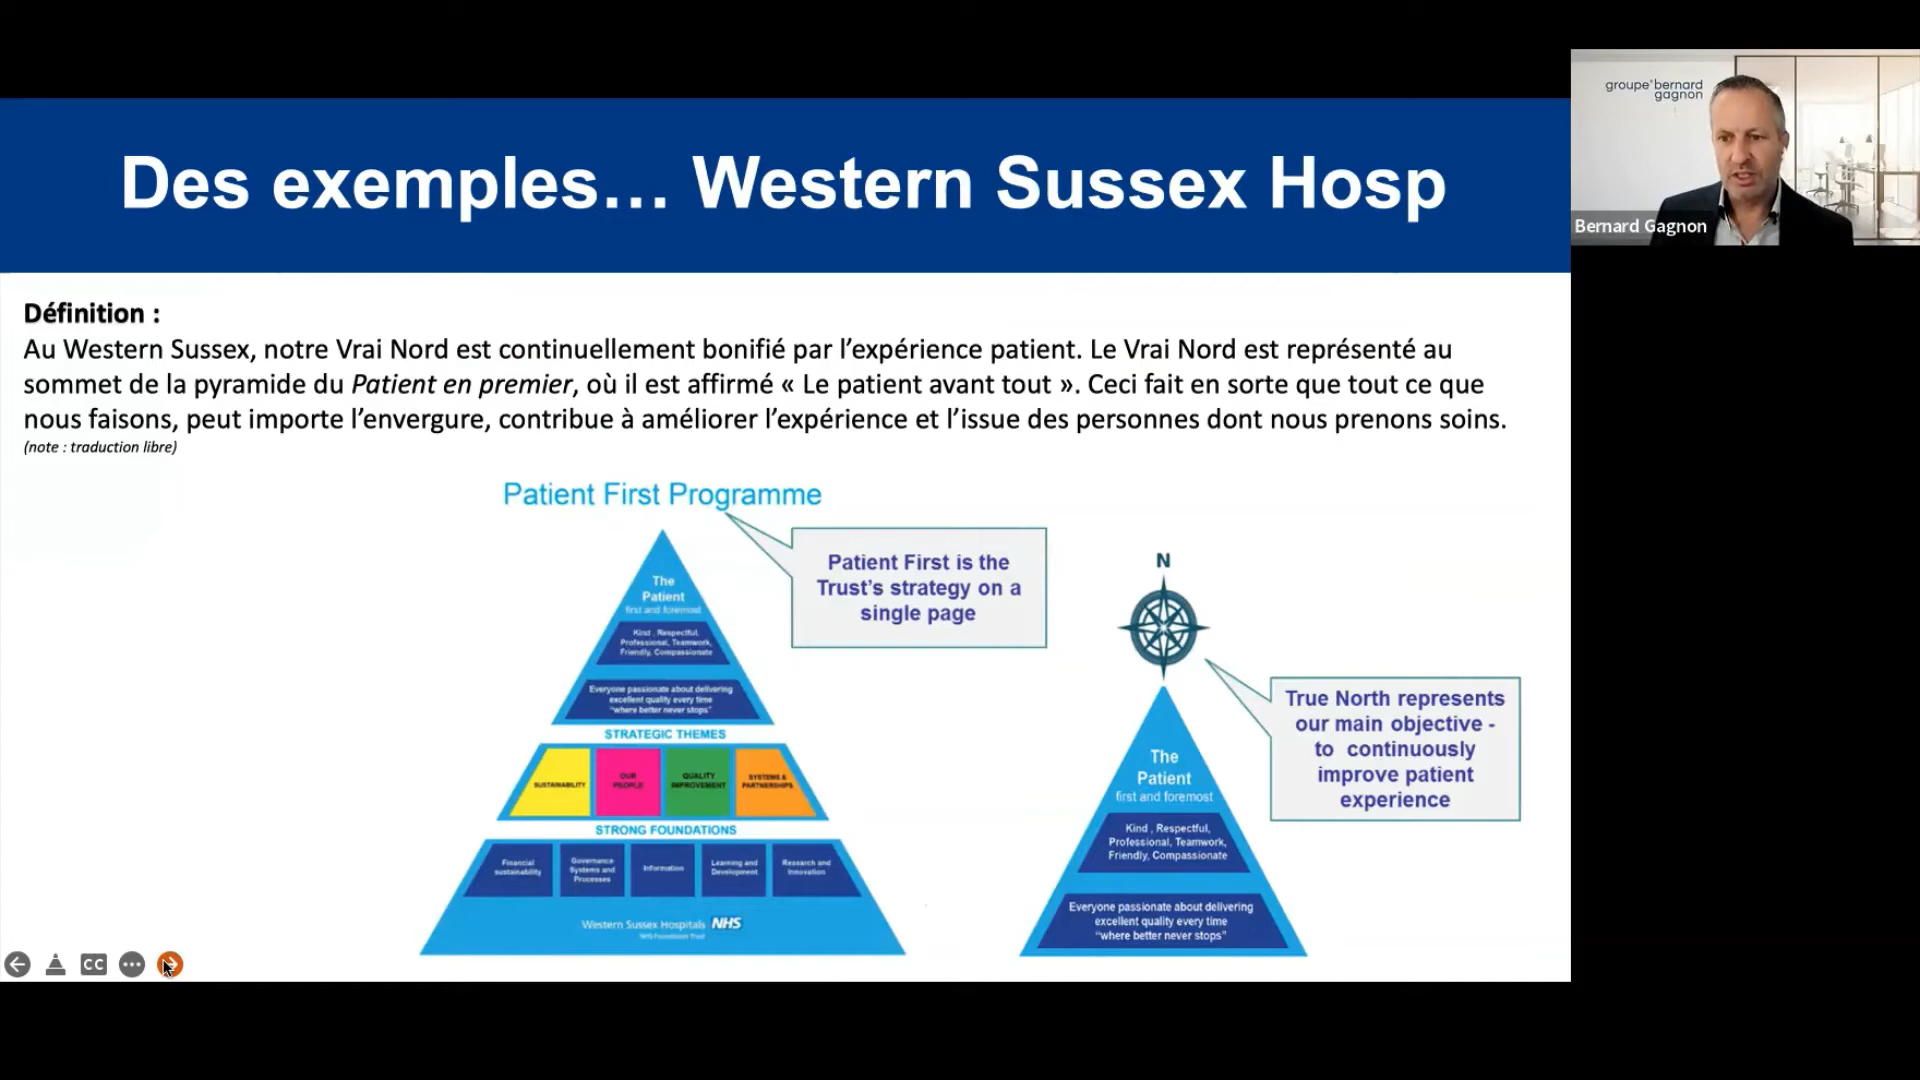 groupe bernard
gagnon
Bernard Gagnon
Des exemples… Western Sussex Hosp
Définition :
Au Western Sussex, notre Vrai Nord est continuellement bonifié par l’expérience patient. Le Vrai Nord est représenté au
sommet de la pyramide du Patient en premier, où il est affirmé « Le patient avant tout ». Ceci fait en sorte que tout ce que
nous faisons, peut importe l’envergure, contribue à améliorer l’expérience et l’issue des personnes dont nous prenons soins.
(note : traduction libre)
Patient First Programme
Patient First is the
Trust’s strategy on a
single page
The
Patient
first and foremost
Kind , Respectful,
Professional, Teamwork,
Friendly, Compassionate
Everyone passionate about delivering
excellent quality every time
“where better never stops”
STRATEGIC THEMES
SUSTAINABILITY
OUR
PEOPLE
QUALITY
IMPROVEMENT
SYSTEMS &
PARTNERSHIPS
STRONG FOUNDATIONS
Financial
sustainability
Governance
Systems and
Processes
Information
Learning and
Development
Research and
Innovation
Western Sussex Hospitals NHS
NHS Foundation Trust
N
True North represents
our main objective -
to continuously
improve patient
experience
The
Patient
first and foremost
Kind , Respectful,
Professional, Teamwork,
Friendly, Compassionate
Everyone passionate about delivering
excellent quality every time
“where better never stops”
CC